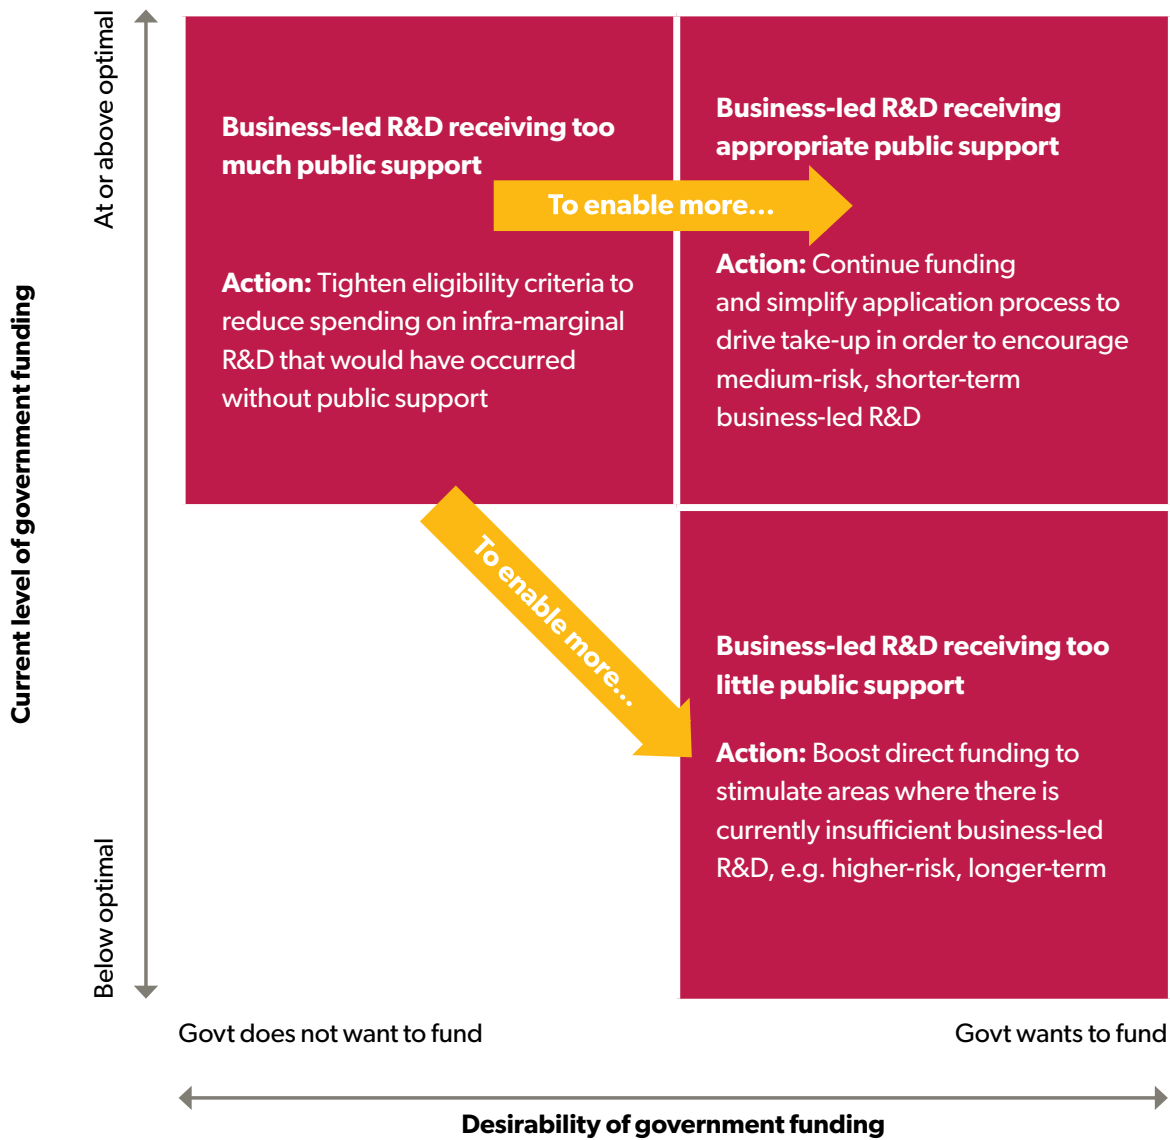 At or above optimal
Current level of government funding
Below optimal
Business-led R&D receiving too
much public support
Action: Tighten eligibility criteria to
reduce spending on infra-marginal
R&D that would have occurred
without public support
To enable more...
Business-led R&D receiving
appropriate public support
Action: Continue funding
and simplify application process to
drive take-up in order to encourage
medium-risk, shorter-term
business-led R&D
To enable more...
Business-led R&D receiving too
little public support
Action: Boost direct funding to
stimulate areas where there is
currently insufficient business-led
R&D, e.g. higher-risk, longer-term
Govt does not want to fund
Govt wants to fund
Desirability of government funding